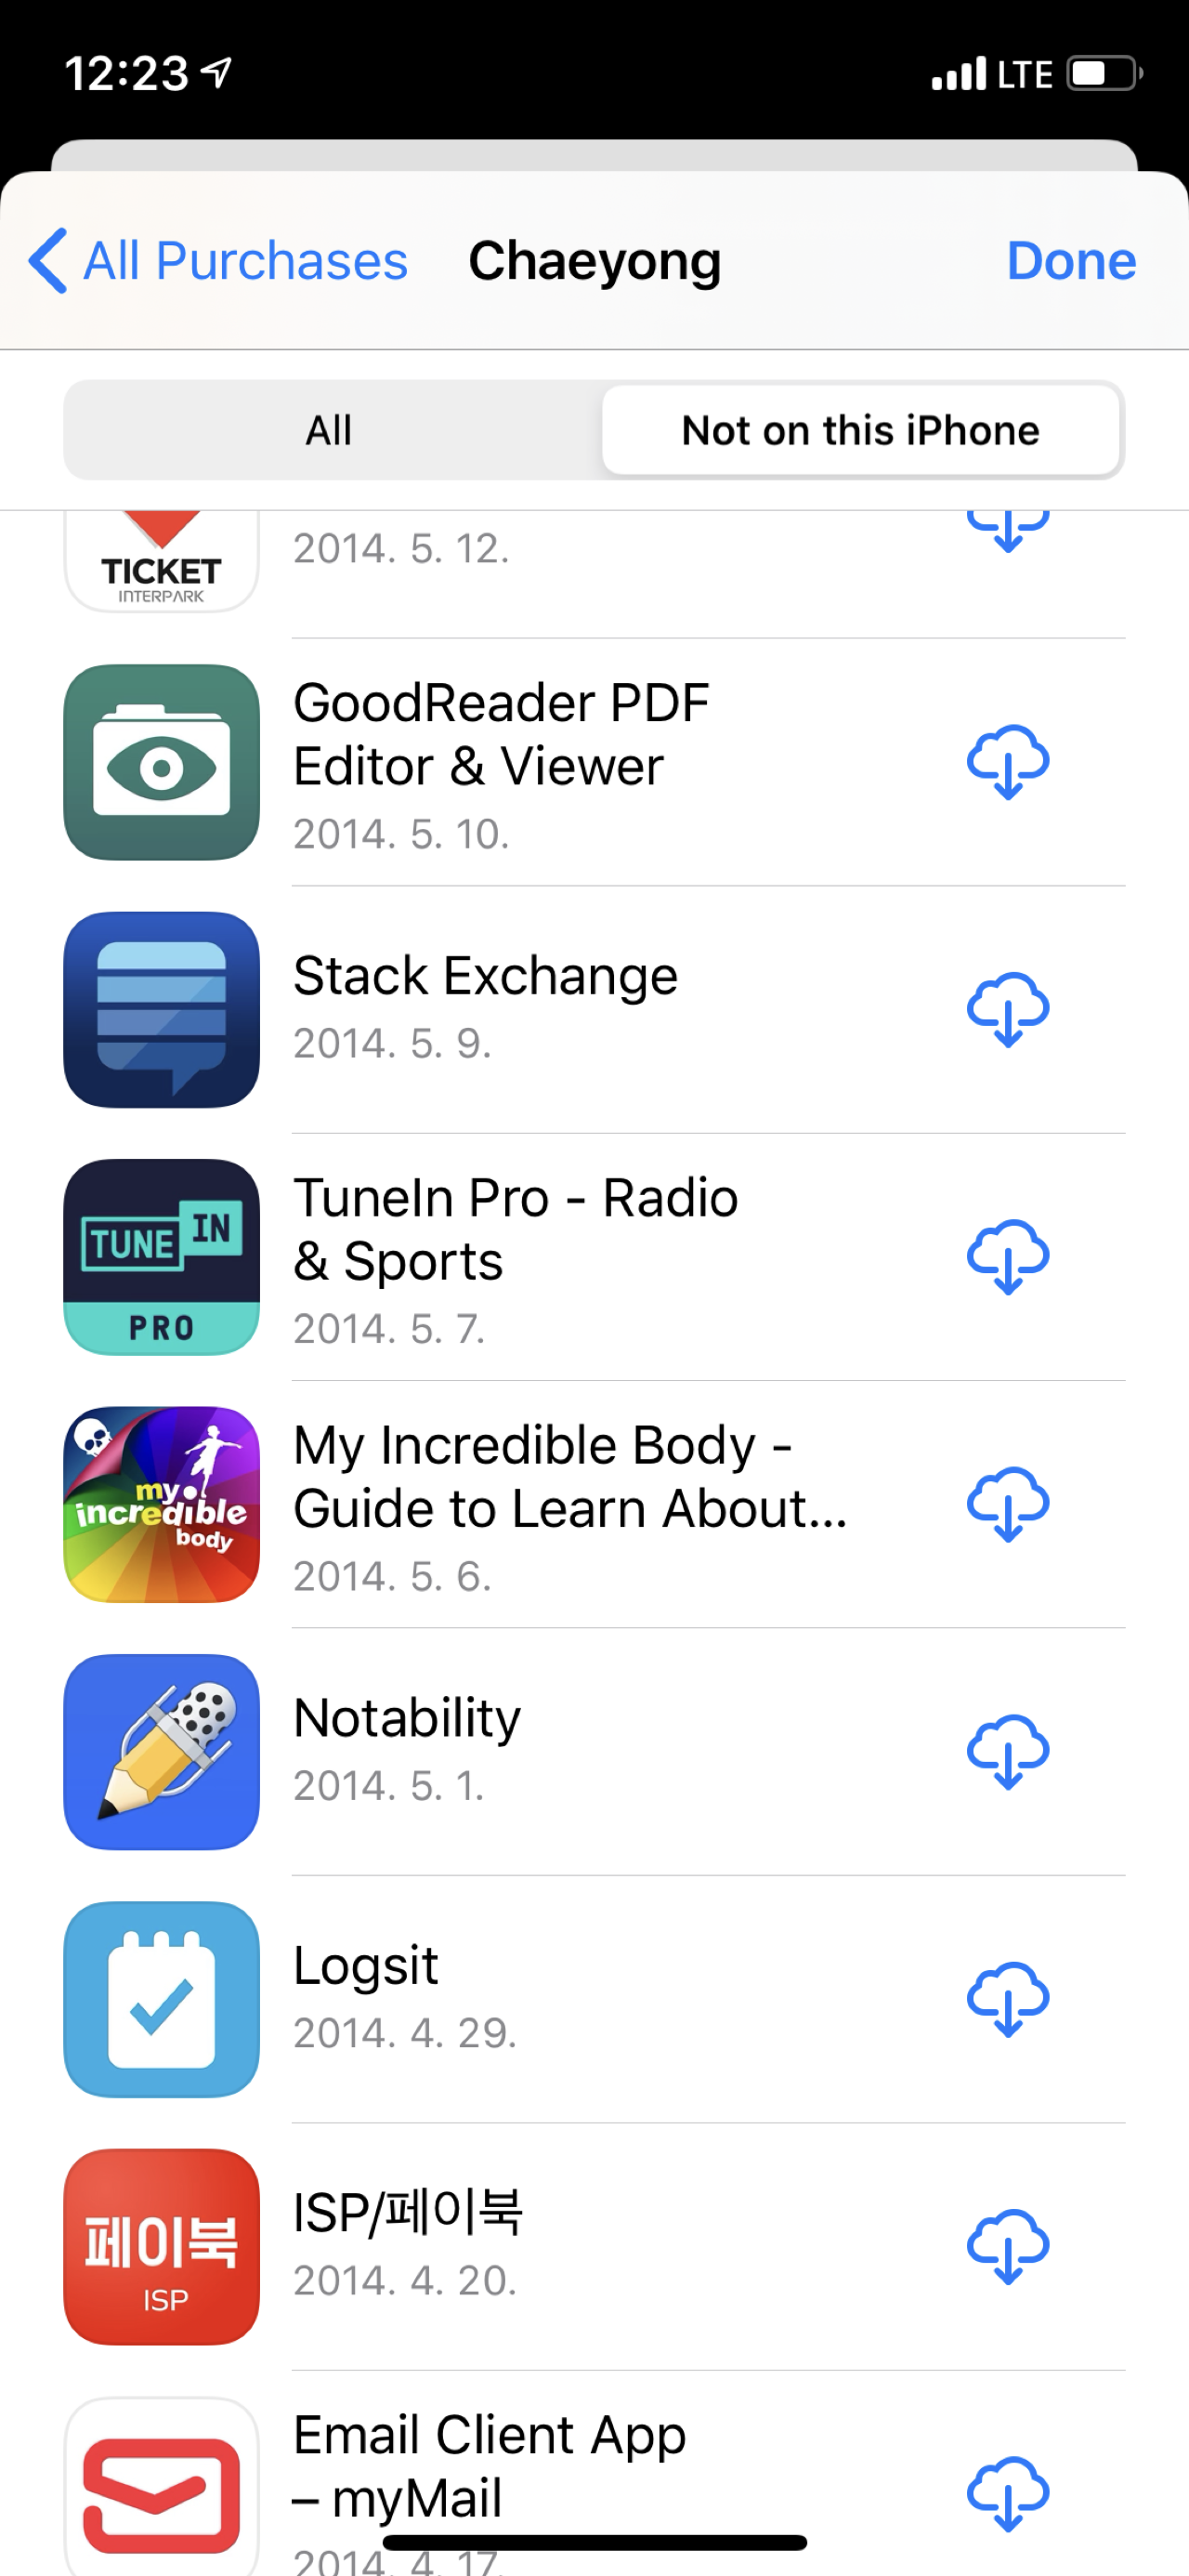 12:23
LTE
All Purchases
Chaeyong
Done
All
Not on this iPhone
TICKET
INTERPARK
2014. 5. 12.
GoodReader PDF
Editor & Viewer
2014. 5. 10.
Stack Exchange
2014. 5. 9.
TUNE IN
PRO
TuneIn Pro - Radio
& Sports
2014. 5. 7.
my
incredible
body
My Incredible Body -
Guide to Learn About...
2014. 5. 6.
Notability
2014. 5. 1.
Logsit
2014. 4. 29.
페이북
ISP
ISP/페이북
2014. 4. 20.
Email Client App
– myMail
2014. 4. 17.